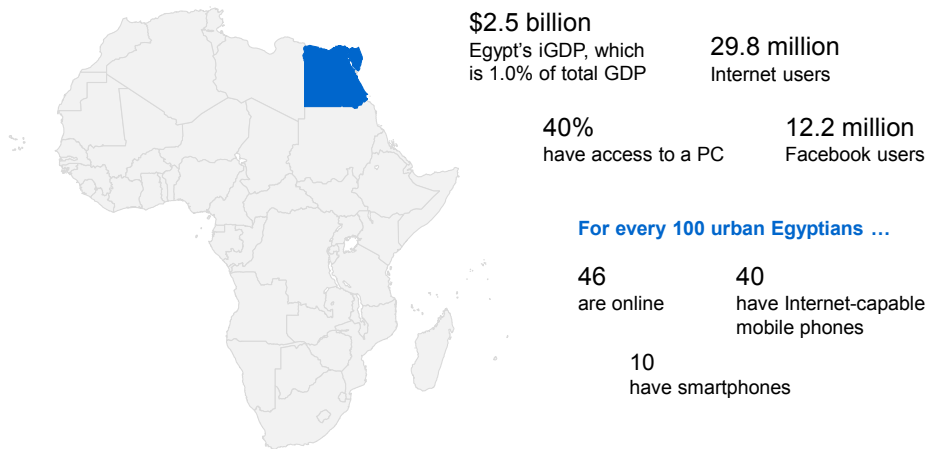 $2.5 billion
Egypt's iGDP, which
is 1.0% of total GDP
29.8 million
Internet users
40%
have access to a PC
12.2 million
Facebook users
For every 100 urban Egyptians …
46
are online
40
have Internet-capable
mobile phones
10
have smartphones